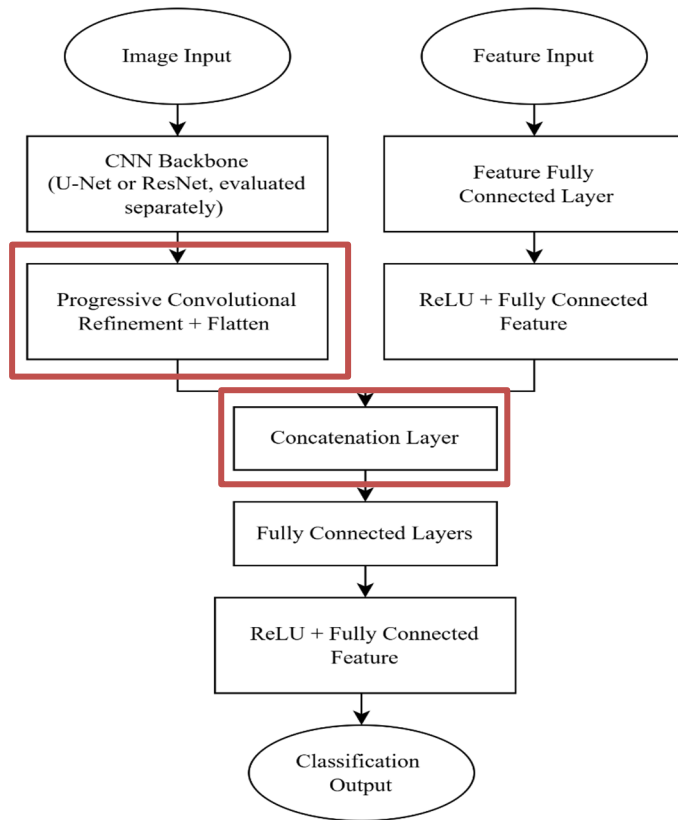 Image Input
Feature Input
CNN Backbone
(U-Net or ResNet, evaluated
separately)
Feature Fully
Connected Layer
Progressive Convolutional
Refinement + Flatten
ReLU + Fully Connected
Feature
Concatenation Layer
Fully Connected Layers
ReLU + Fully Connected
Feature
Classification
Output